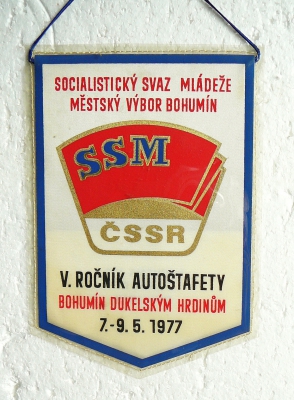 SOCIALISTICKÝ SVAZ MLÁDEŽE
MĚSTSKÝ VÝBOR BOHUMÍN
SSM
ČSSR
V. ROČNÍK AUTOŠTAFETY
BOHUMÍN DUKELSKÝM HRDINŮM
7.-9. 5. 1977